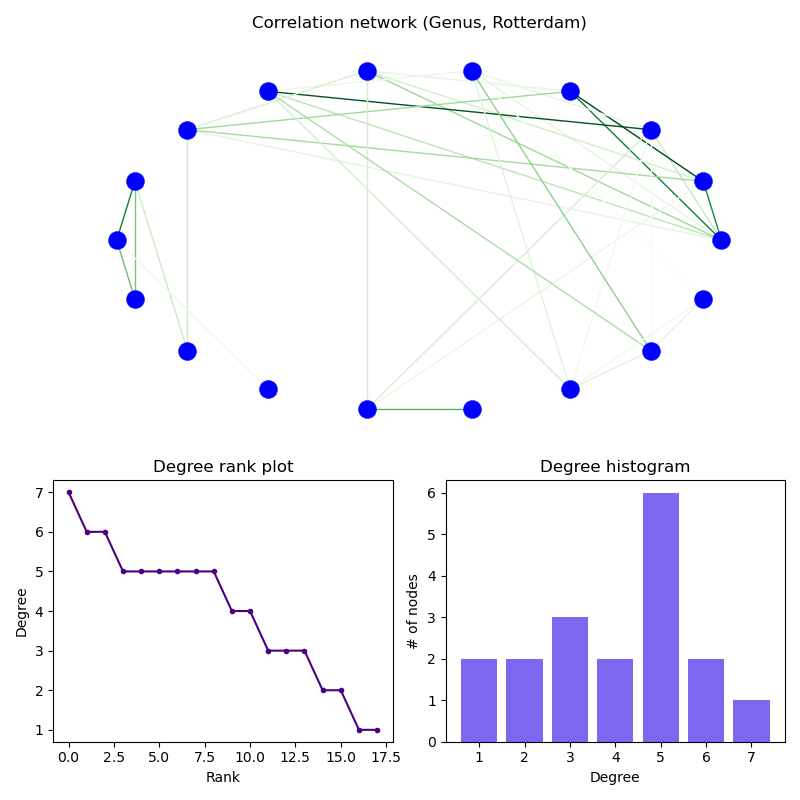 Correlation network (Genus, Rotterdam)
Degree rank plot
Degree
7
6
5
4
3
2
1
0.0 2.5 5.0 7.5 10.0 12.5 15.0 17.5
Rank
Degree histogram
# of nodes
6
5
4
3
2
1
0
1 2 3 4 5 6 7
Degree